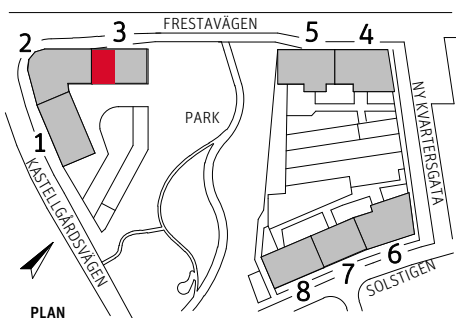 FRESTAVÄGEN
2
3
5
4
1
PARK
NY KVARTERSGATA
KASTELLGÅRDSVÄGEN
6
7
8
SOLSTIGEN
PLAN